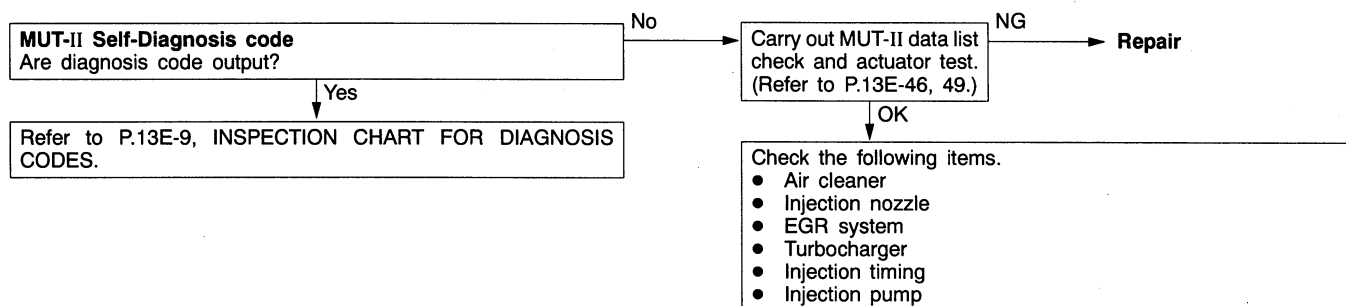 MUT-II Self-Diagnosis code
Are diagnosis code output?
No
Carry out MUT-II data list
check and actuator test.
(Refer to P.13E-46, 49.)
NG
Repair
Yes
OK
Refer to P.13E-9, INSPECTION CHART FOR DIAGNOSIS
CODES.
Check the following items.
● Air cleaner
● Injection nozzle
● EGR system
● Turbocharger
● Injection timing
● Injection pump